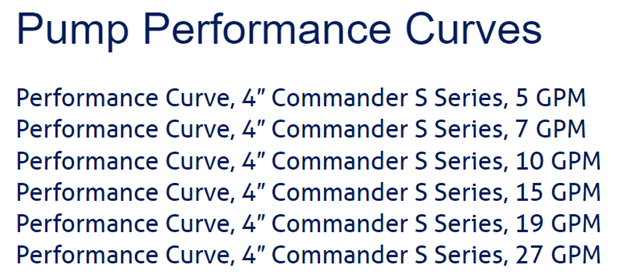 Pump Performance Curves
Performance Curve, 4” Commander S Series, 5 GPM
Performance Curve, 4” Commander S Series, 7 GPM
Performance Curve, 4” Commander S Series, 10 GPM
Performance Curve, 4” Commander S Series, 15 GPM
Performance Curve, 4” Commander S Series, 19 GPM
Performance Curve, 4” Commander S Series, 27 GPM